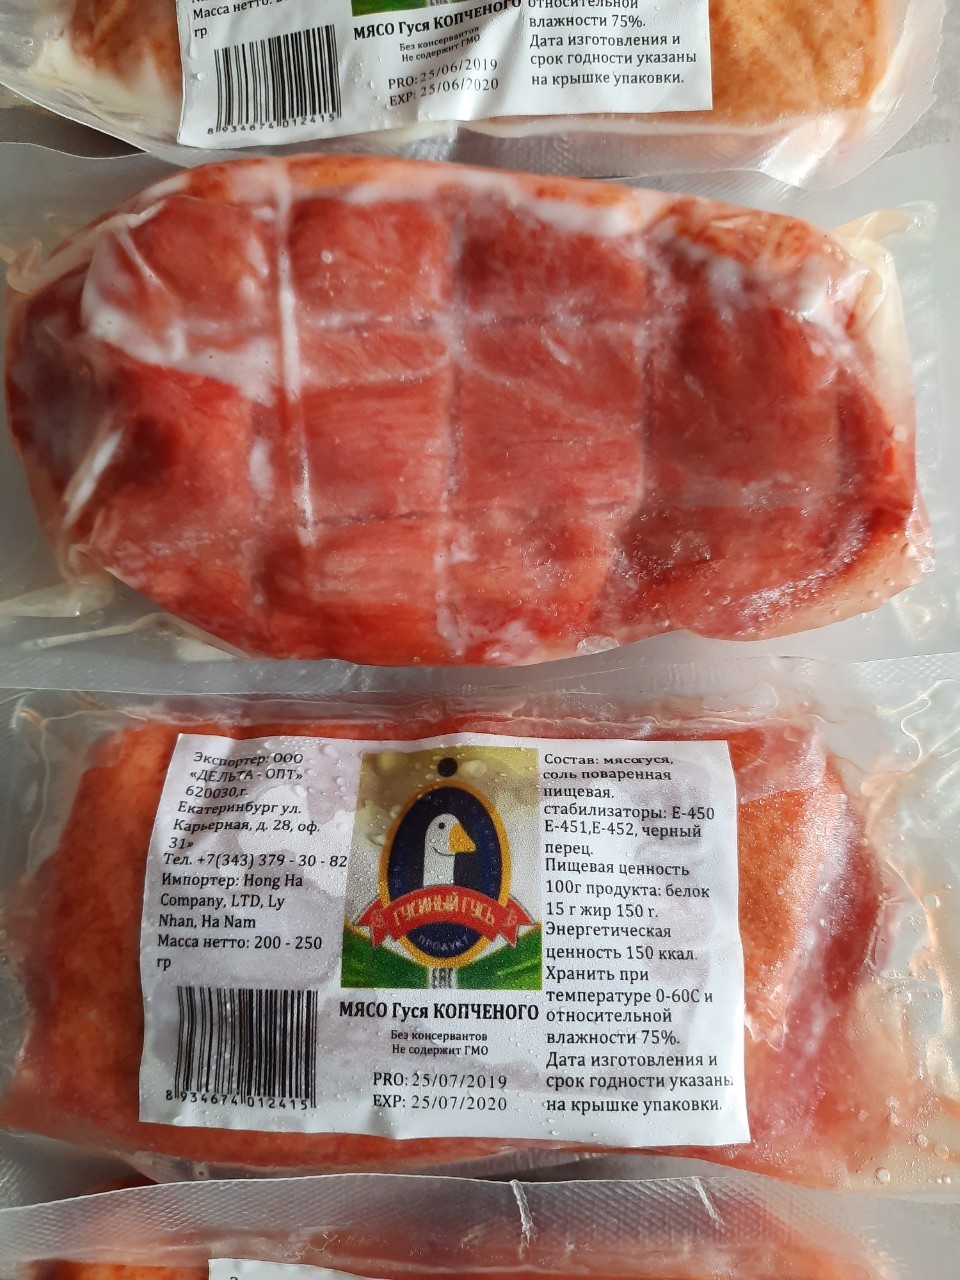 Масса нетто:
гр
8 934674 012415
МЯСО Гуся КОПЧЕНОГО
Без консервантов
Не содержит ГМО
PRO: 25/06/2019
EXP: 25/06/2020
относительной
влажности 75%.
Дата изготовления и
срок годности указаны
на крышке упаковки.
Экспортер: ООО
«ДЕЛЬТА - ОПТ»
620030,г.
Екатеринбург ул.
Карьерная, д. 28, оф.
31»
Тел. +7(343) 379 - 30 - 82
Импортер: Hong Ha
Company, LTD, Ly
Nhan, Ha Nam
Масса нетто: 200 - 250
гр
8 934674 012415
ГУСИНЫЙ ГУСЬ
ПРОДУКТ
EAC
МЯСО Гуся КОПЧЕНОГО
Без консервантов
Не содержит ГМО
PRO: 25/07/2019
EXP: 25/07/2020
Состав: мясогуся,
соль поваренная
пищевая.
стабилизаторы: Е-450
Е-451,Е-452, черный
перец.
Пищевая ценность
100г продукта: белок
15 г жир 150 г.
Энергетическая
ценность 150 ккал.
Хранить при
температуре 0-60С и
относительной
влажности 75%.
Дата изготовления и
срок годности указаны
на крышке упаковки.